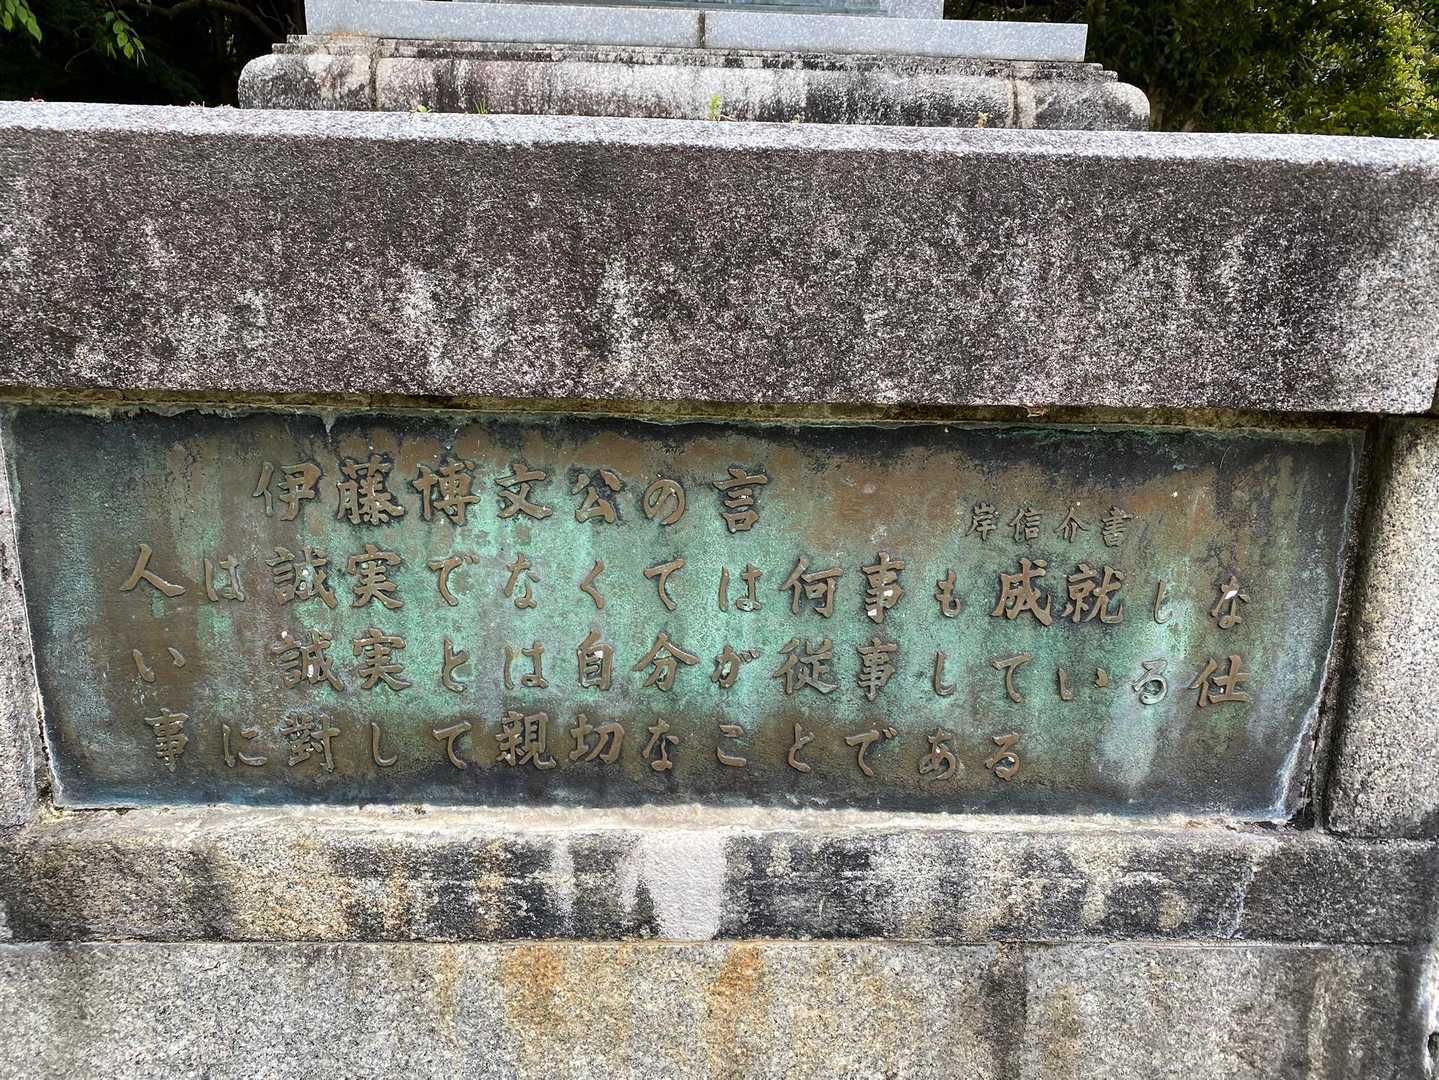 伊藤博文公の言
岸信介書
人は誠実でなくては何事も成就しな
い 誠実とは自分が従事している仕
事に對して親切なことである